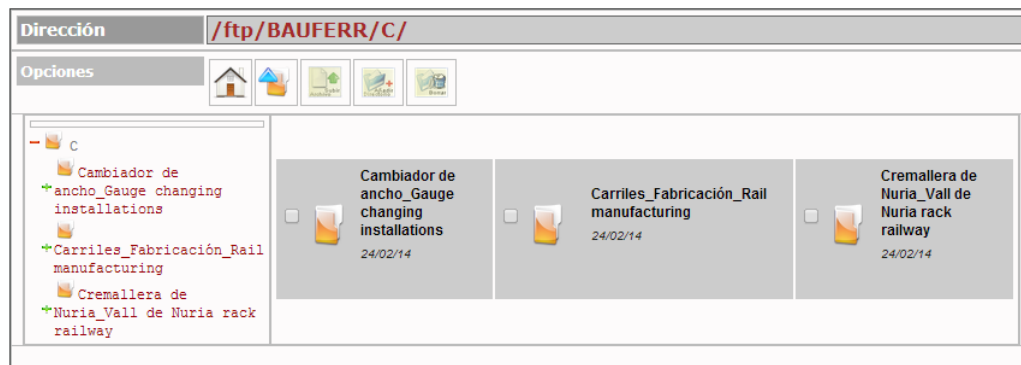 Dirección
/ftp/BAUFERR/C/
Opciones
C
Cambiador de
ancho_Gauge changing
installations
Carriles_Fabricación_Rail
manufacturing
Cremallera de
Nuria_Vall de Nuria rack
railway
Cambiador de
ancho_Gauge
changing
installations
24/02/14
Carriles_Fabricación_Rail
manufacturing
24/02/14
Cremallera de
Nuria_Vall de
Nuria rack
railway
24/02/14